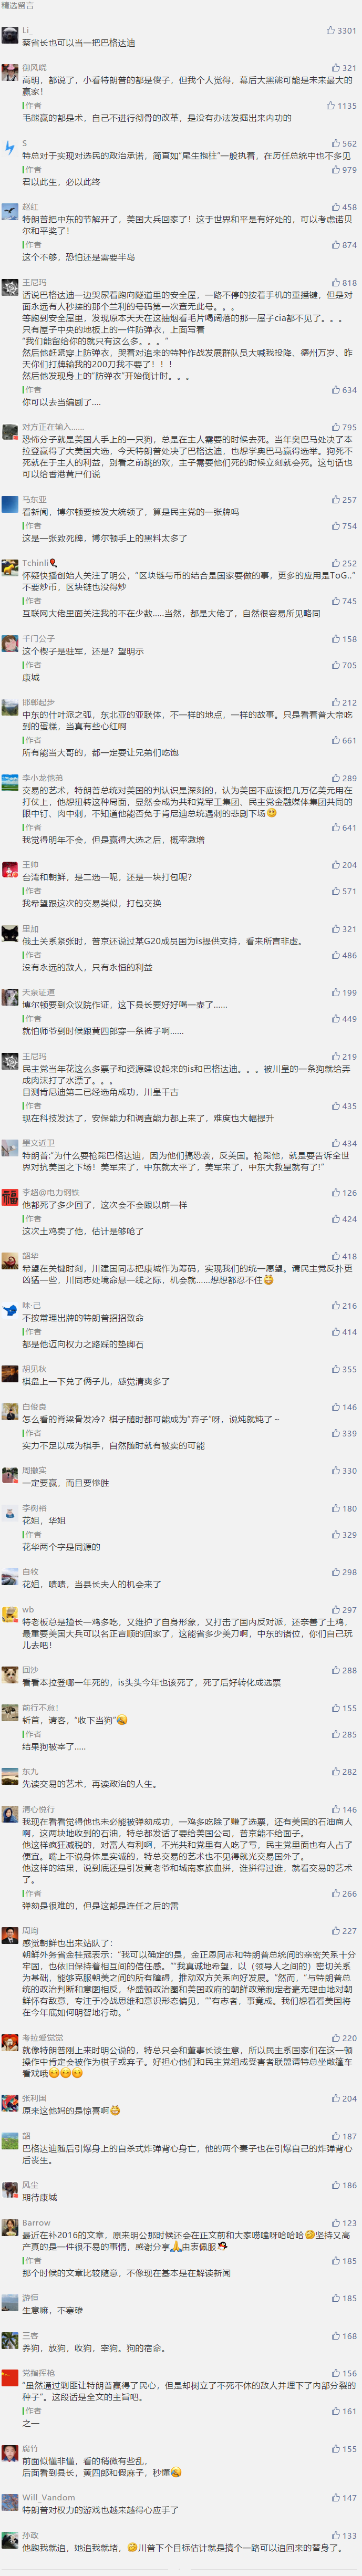 精选留言
Li_
3301
蔡省长也可以当一把巴格达迪
御风晓
321
高明，都说了，小看特朗普的都是傻子，但我个人觉得，幕后大黑熊可能是未来最大的
赢家！
作者
1135
毛熊赢的都是术，自己不进行彻骨的改革，是没有办法发掘出来内功的
S
562
特总对于实现对选民的政治承诺，简直如“尾生抱柱”一般执看，在历任总统中也不多见
作者
979
君以此生，必以此终
赵红
458
特朗普把中东的节解开了，美国大兵回家了！这于世界和平是有好处的，可以考虑诺贝
尔和平奖了！
作者
874
这个不够，恐怕还是需要半岛
王尼玛
818
话说巴格达迪一边哭尿着跑向隧道里的安全屋，一路不停的按着手机的重播键，但是对
面永远有人秒接的那个兰利的号码第一次查无此号。。。
等跑到安全屋里，发现原本天天在这抽烟看毛片喝阔落的那一屋子cia都不见了。。。
只有屋子中央的地板上的一件防弹衣，上面写着
“我们能留给你的就只有这么多。。。”
然后他赶紧穿上防弹衣，哭着对追来的特种作战发展群队员大喊我投降、德州万岁，昨
天你们打牌输我的200刀我不要了！！！
然后他发现身上的“防弹衣”开始倒计时。。。
作者
634
你可以去当编剧了....
对方正在输入......
795
恐怖分子就是美国人手上的一只狗，总是在主人需要的时候去死。当年奥巴马处决了本
拉登赢得了大美国大选，今天特朗普处决了巴格达迪，也想学奥巴马赢得选举。狗死不
死就在于主人的利益，别看之前跳的欢，主子需要他们死的时候立刻就会死。这句话也
可以给香港黄尸们说
马东亚
257
看新闻，博尔顿要接发大统领了，算是民主党的一张牌吗
作者
754
这是一张致死牌，博尔顿手上的黑料太多了
Tchinli
252
怀疑快播创始人关注了明公，“区块链与币的结合是国家要做的事，更多的应用是ToG..”
不要炒币，区块链也没得炒
作者
745
互联网大佬里面关注我的不在少数.....当然，都是大佬了，自然很容易所见略同
千门公子
158
这个楔子是驻军，还是？望明示
作者
705
康城
邯郸起步
212
中东的什叶派之弧，东北亚的亚联体，不一样的地点，一样的故事。只是看看普大帝吃
到的蛋糕，当真有些心红啊
作者
661
所有能当大哥的，都一定要让兄弟们吃饱
李小龙他弟
289
交易的艺术，特朗普总统对美国的判认识是深刻的，认为美国不应该把几万亿美元用在
打仗上，他想扭转这种局面，显然会成为共和党军工集团、民主党金融媒体集团共同的
眼中钉、肉中刺，不知道他能否免于肯尼迪总统遇刺的悲剧下场
作者
641
我觉得明年不会，但是赢得大选之后，概率激增
王帅
204
台湾和朝鲜，是二选一呢，还是一块打包呢？
作者
571
我希望跟这次的交易类似，打包交换
里加
321
俄土关系紧张时，普京还说过某G20成员国为is提供支持，看来所言非虚。
作者
486
没有永远的敌人，只有永恒的利益
天泉证道
199
博尔顿要到众议院作证，这下县长要好好喝一壶了......
作者
449
就怕师爷到时候跟黄四郎穿一条裤子啊......
王尼玛
219
民主党当年花这么多票子和资源建设起来的is和巴格达迪。。。被川皇的一条狗就给弄
成肉沫打了水漂了。。。
目测肯尼迪第二已经选角成功，川皇千古
作者
435
现在科技发达了，安保能力和调查能力都上来了，难度也大幅提升
墨文近卫
434
特朗普:“为什么要枪毙巴格达迪，因为他们搞恐袭，反美国。枪毙他，就是要告诉全世
界对抗美国之下场！美军来了，中东就太平了，美军来了，中东大救星就有了!”
李超@电力钢铁
126
他都死了多少回了，这次会不会跟以前一样
作者
424
这次土鸡卖了他，估计是够呛了
韶华
418
希望在关键时刻，川建国同志把康城作为筹码，实现我们的统一愿望。请民主党反扑更
凶猛一些，川同志处境命悬一线之际，机会就......想想都忍不住
味·己
216
不按常理出牌的特朗普招招致命
作者
414
都是他迈向权力之路踩的垫脚石
胡见秋
355
棋盘上一下兑了俩子儿，感觉清爽多了
白俊良
146
怎么看的脊梁骨发冷？棋子随时都可能成为“弃子”呀，说炖就炖了～
作者
339
实力不足以成为棋手，自然随时就有被卖的可能
周撒实
330
一定要赢，而且要惨胜
李树裕
180
花姐，华姐
作者
329
花华两个字是同源的
自牧
298
花姐，啧啧，当县长夫人的机会来了
wb
297
特老板总是擅长一鸡多吃，又维护了自身形象，又打击了国内反对派，还亲善了土鸡，
最重要美国大兵可以名正言顺的回家了，这能省多少美刀啊，中东的诸位，你们自己玩
儿去吧！
回沙
288
看看本拉登哪一年死的，is头头今年也该死了，死了后好转化成选票
前行不怠！
155
斩首，请客，“收下当狗”
作者
285
结果狗被宰了.....
东九
282
先读交易的艺术，再读政治的人生。
清心悦行
146
我现在看看觉得他也未必能被弹劾成功，一鸡多吃除了赚了选票，还有美国的石油商人
啊，这两块地收到的石油，特总都发话了要给美国公司，普京能不给面子。
他这样疯狂减税的，对富人有利啊，不光共和党里有人吃了亏，民主党里面也有人占了
便宜。嘴上不说身体是实诚的，特总交易的艺术也不见得就光交易国外了。
他这样的结果，说到底还是引发黄老爷和城南家族血拼，谁拼得过谁，就看交易的艺术
了。
作者
266
弹劾是很难的，但是这都是连任之后的雷
周珣
227
感觉朝鲜也出来站队了：
朝鲜外务省金桂冠表示：“我可以确定的是，金正恩同志和特朗普总统间的亲密关系十分
牢固，也依旧保持看相互间的信任感。”“我真诚地希望，以（领导人之间的）密切关系
为基础，能够克服朝美之间的所有障碍，推动双方关系向好发展。”然而，“与特朗普总
统的政治判断和意图相反，华盛顿政治圈和美国政府的朝鲜政策制定者毫无理由地对朝
鲜怀有敌意，专注于冷战思维和意识形态偏见，”“有志者，事竟成。我们想看看美国将
在今年底如何明智地行动。”
考拉爱觉觉
220
就像特朗普刚上来时明公说的，特总只会和董事长谈生意，所以民主系国家们在这一顿
操作中肯定会被作为棋子或弃子。好担心他们和民主党组成受害者联盟请特总坐敞篷车
看戏哦
张利国
204
原来这他妈的是惊喜啊
韶
187
巴格达迪随后引爆身上的自杀式炸弹背心身亡，他的两个妻子也在引爆自己的炸弹背心
后丧生。
风尘
186
期待康城
Barrow
123
最近在补2016的文章，原来明公那时候还会在正文前和大家唠嗑呀哈哈哈坚持又高
产真的是一件很不易的事情，感谢分享由衷佩服
作者
185
那个时候的文章比较随意，不像现在基本是在解读新闻
游恒
185
生意嘛，不寒碜
三客
168
养狗，放狗，收狗，宰狗。狗的宿命。
党指挥枪
156
“虽然通过剿匪让特朗普赢得了民心，但是却树立了不死不休的敌人并埋下了内部分裂的
种子”。这段话是全文的主旨吧。
作者
161
之一
腐竹
155
前面似懂非懂，看的稍微有些乱，
后面看到县长，黄四郎和假麻子，秒懂
Will_Vandom
147
特朗普对权力的游戏也越来越得心应手了
孙政
133
他跑我就追，她追我就堵，川普下个目标估计就是搞个一路可以追回来的替身了。